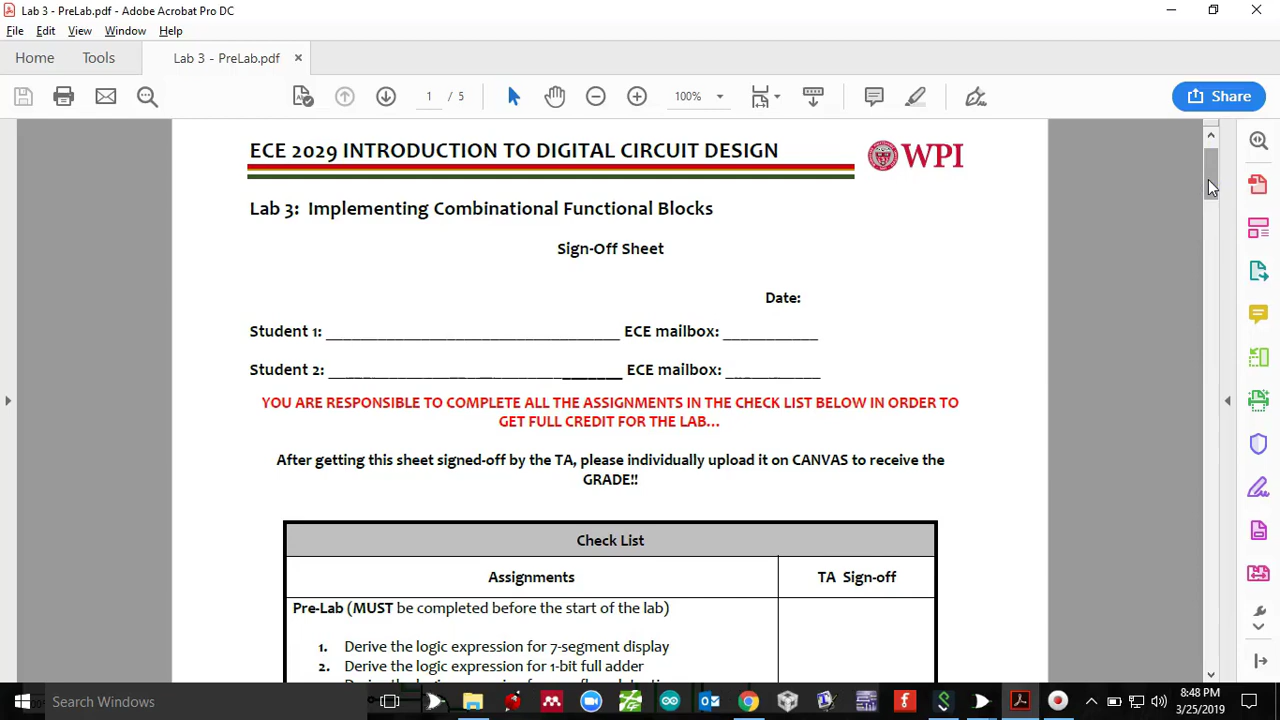 Lab 3 - PreLab.pdf - Adobe Acrobat Pro DC
File Edit View Window Help
Home Tools Lab 3 - PreLab.pdf ×
1 / 5 100% Share
ECE 2029 INTRODUCTION TO DIGITAL CIRCUIT DESIGN WPI
Lab 3: Implementing Combinational Functional Blocks
Sign-Off Sheet
Date:
Student 1: ______________________________ ECE mailbox: ___________
Student 2: ______________________________ ECE mailbox: ___________
YOU ARE RESPONSIBLE TO COMPLETE ALL THE ASSIGNMENTS IN THE CHECK LIST BELOW IN ORDER TO
GET FULL CREDIT FOR THE LAB...
After getting this sheet signed-off by the TA, please individually upload it on CANVAS to receive the
GRADE!!
Check List
Assignments TA Sign-off
Pre-Lab (MUST be completed before the start of the lab)
1. Derive the logic expression for 7-segment display
2. Derive the logic expression for 1-bit full adder
Search Windows
8:48 PM
3/25/2019